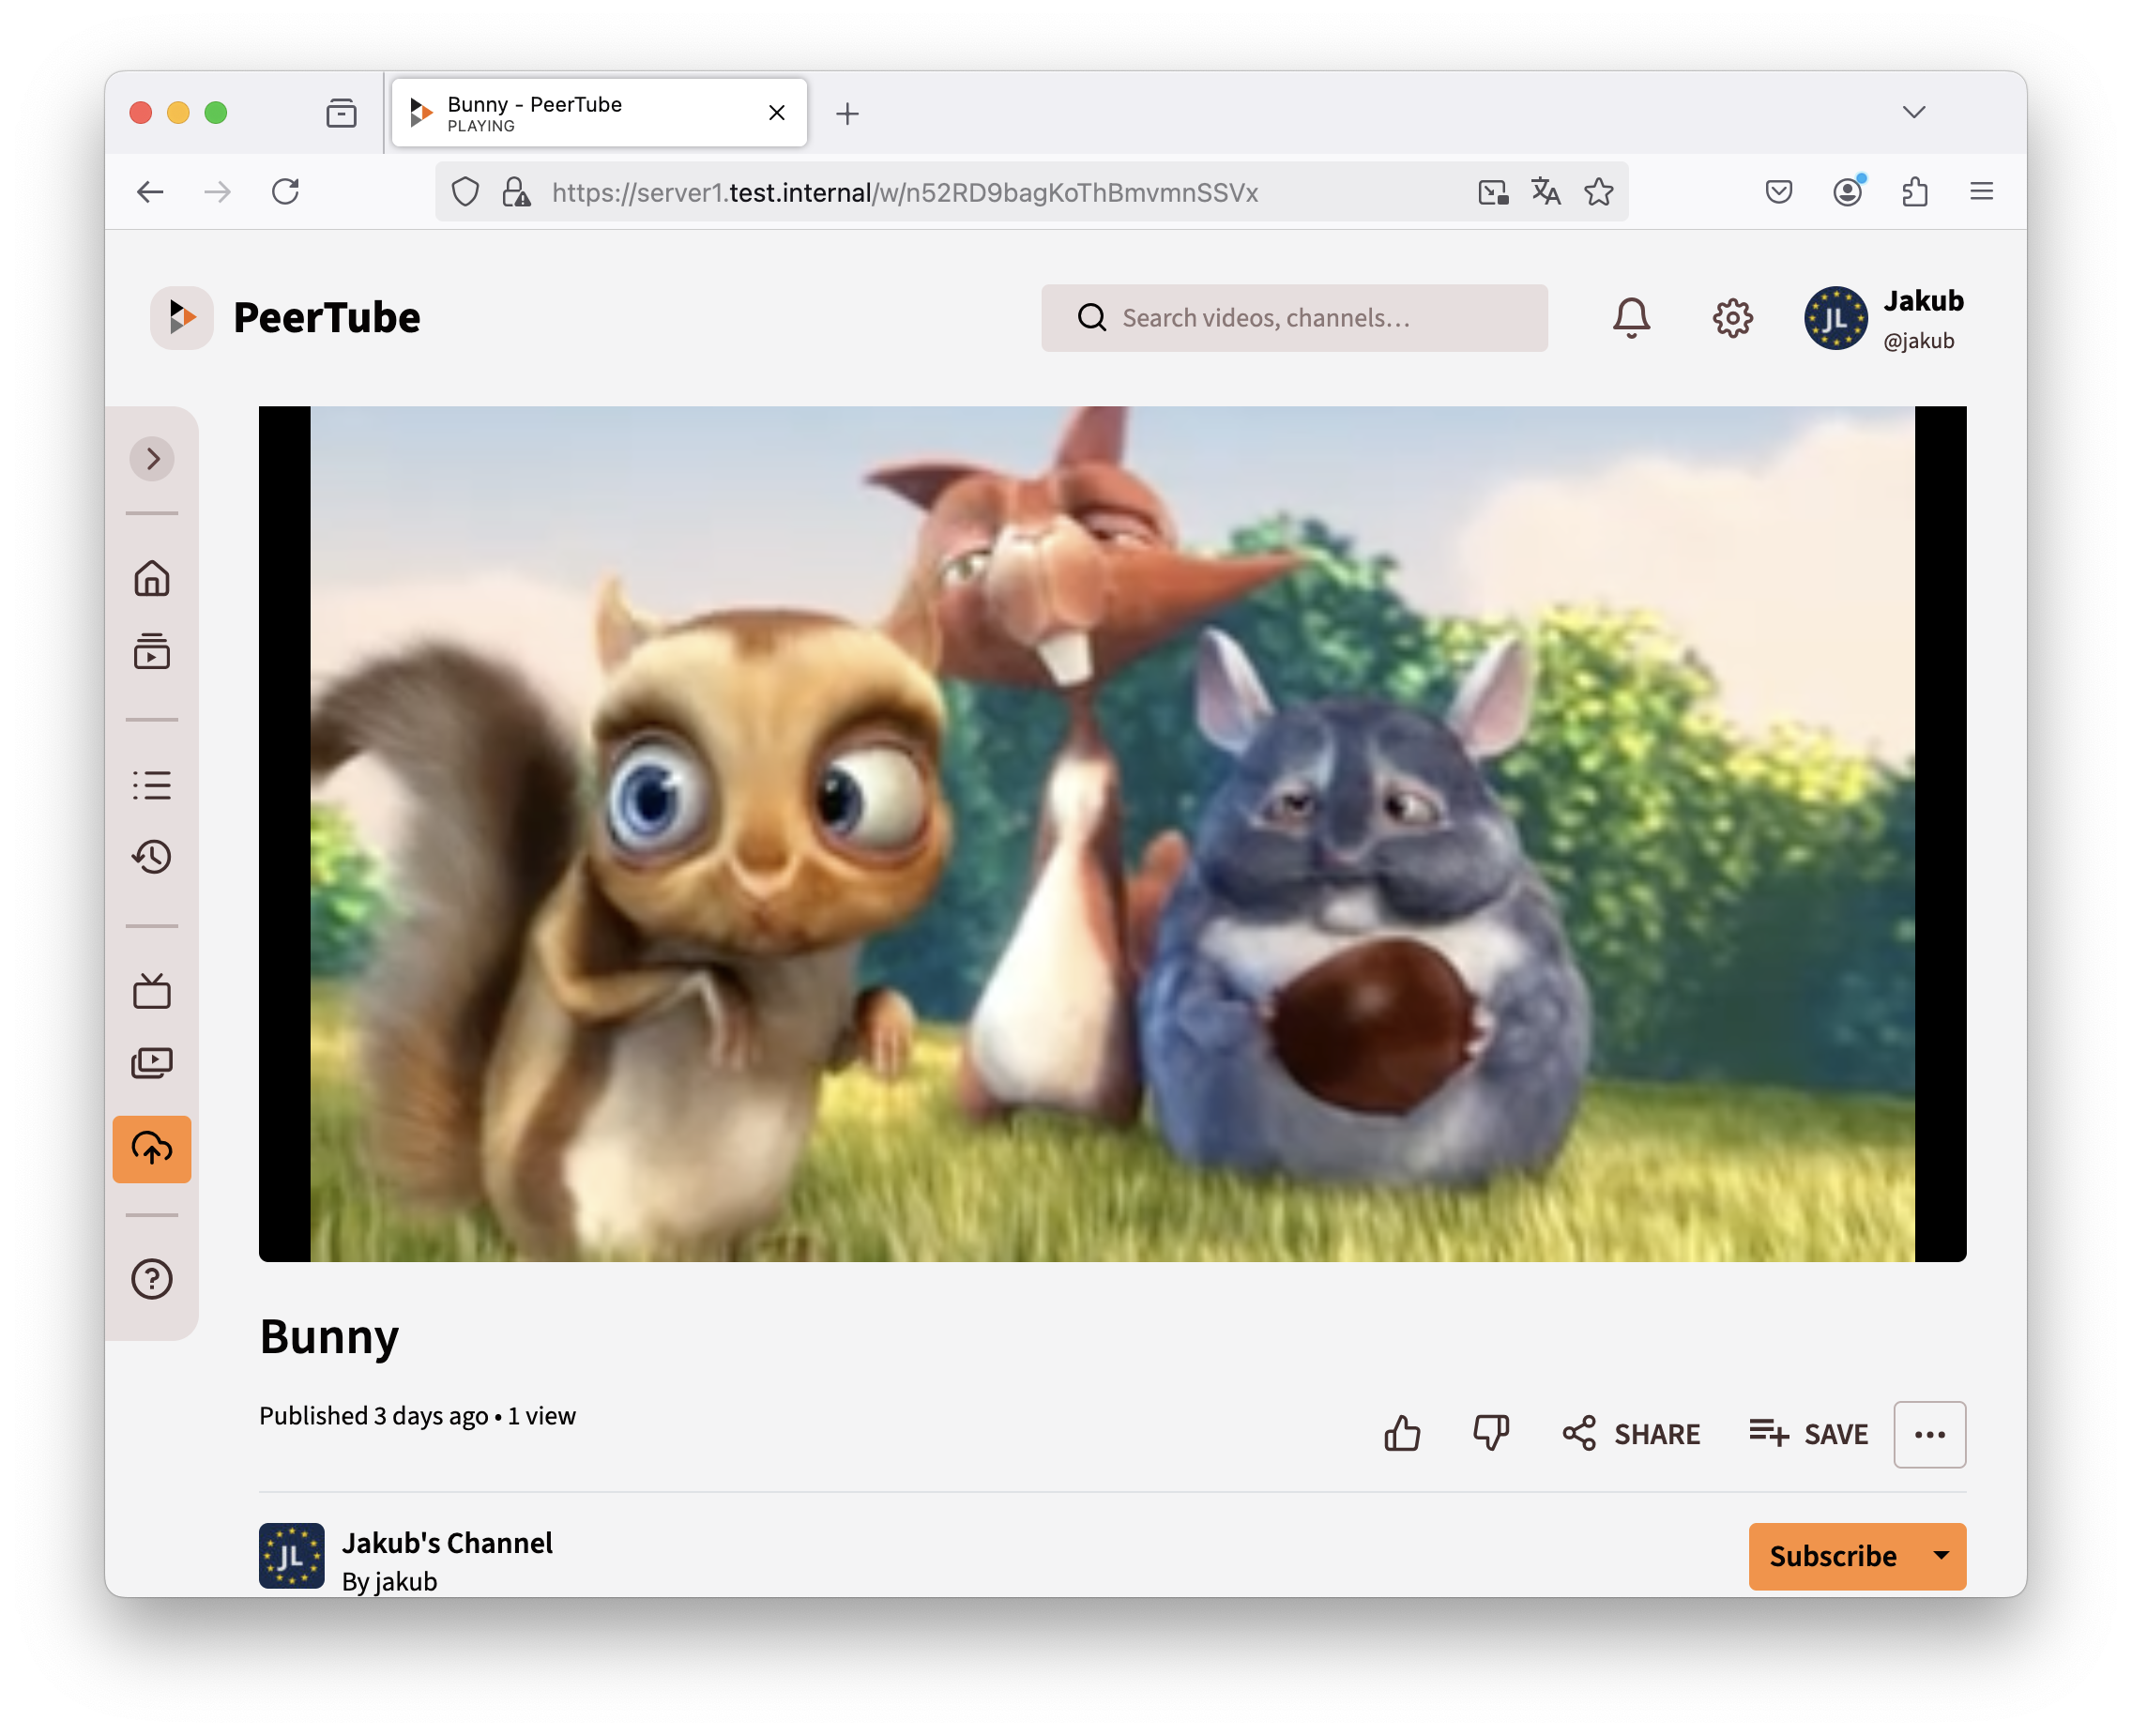 Bunny - PeerTube
PLAYING
https://server1.test.internal/w/n52RD9bagKoThBmvmnSSVx
PeerTube
Search videos, channels…
JL
Jakub
@jakub
Bunny
Published 3 days ago • 1 view
SHARE
SAVE
JL
Jakub's Channel
By jakub
Subscribe